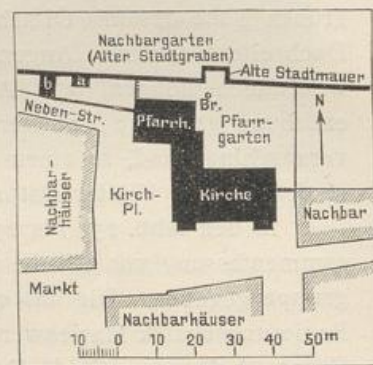 Nachbargarten
(Alter Stadtgraben)
Alte Stadtmauer
b
a
Br.
N
Neben-Str.
Pfarrh.
Pfarr-
garten
Nachbar-
häuser
Kirch-
Pl.
Kirche
Nachbar
Markt
Nachbarhäuser
10 0 10 20 30 40 50m